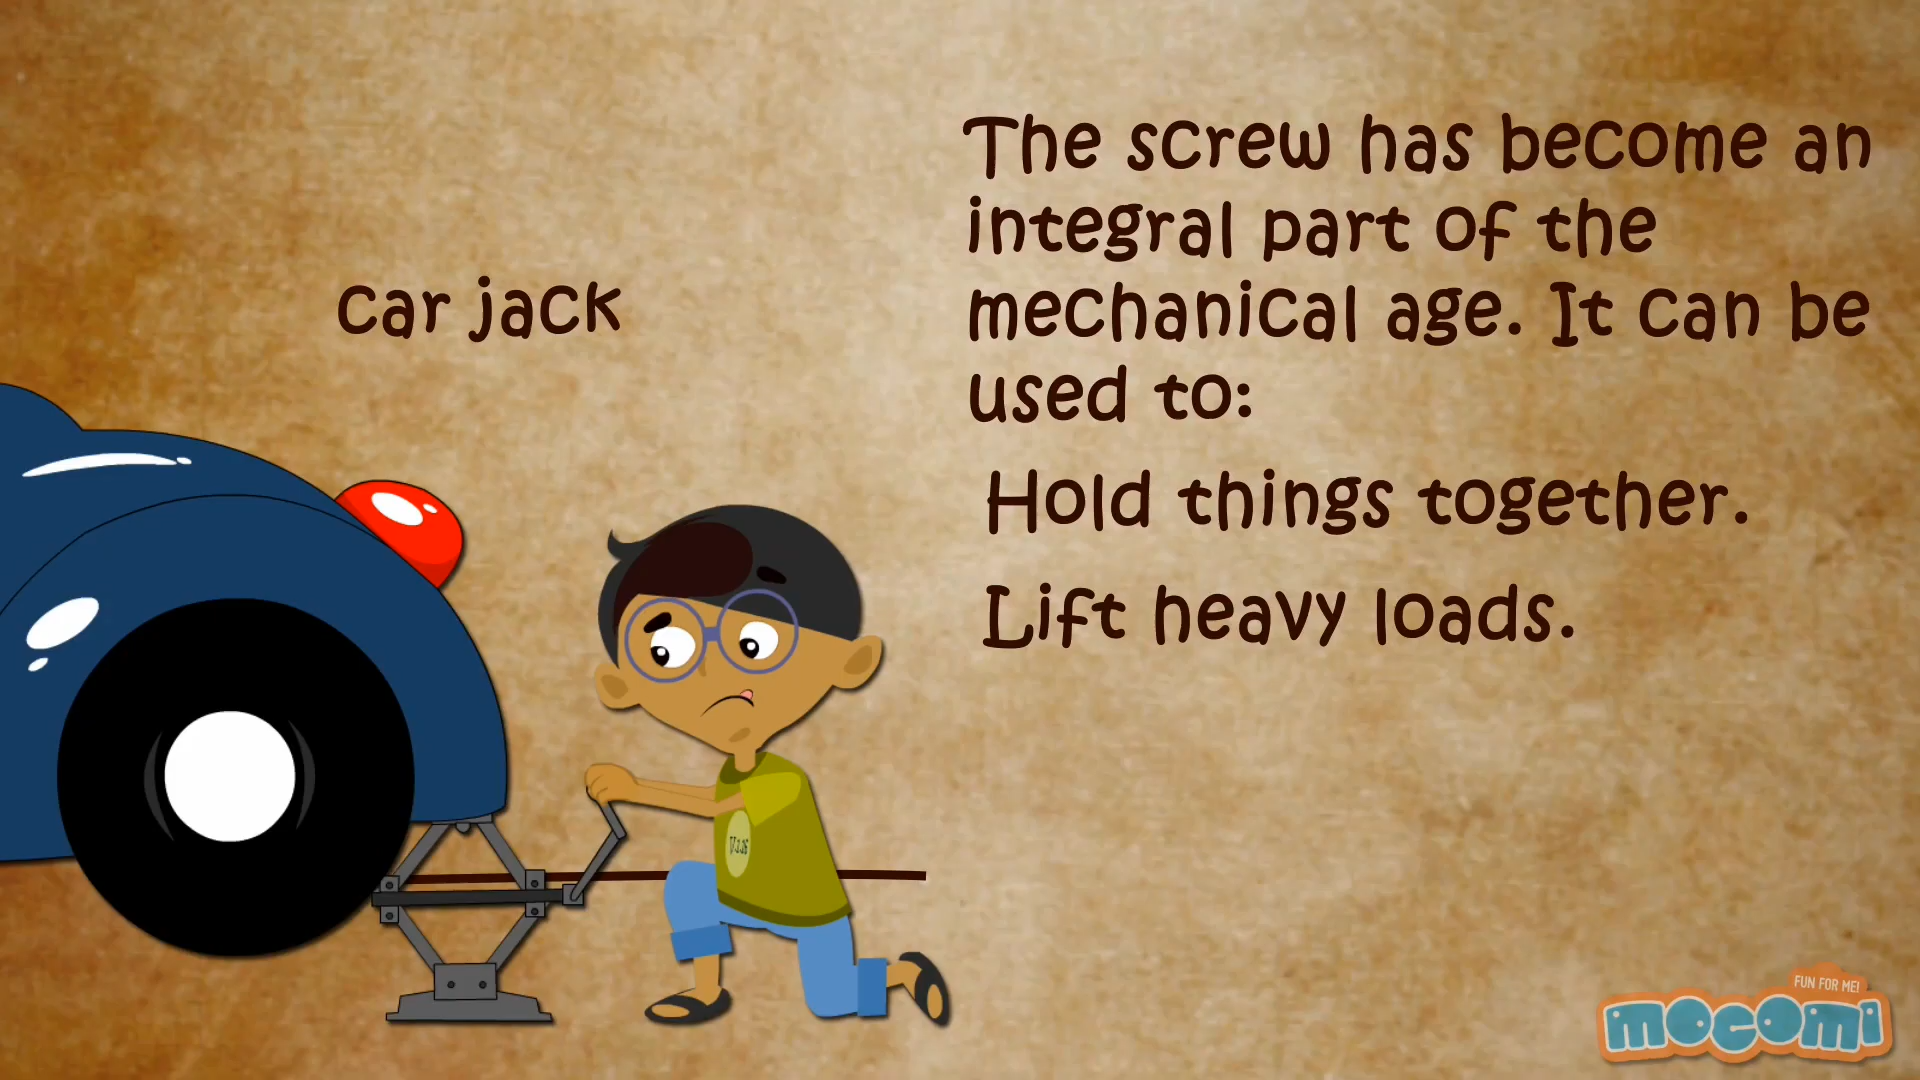 car jack
The screw has become an
integral part of the
mechanical age. It can be
used to:
Hold things together.
Lift heavy loads.
FUN FOR ME!
mocomi